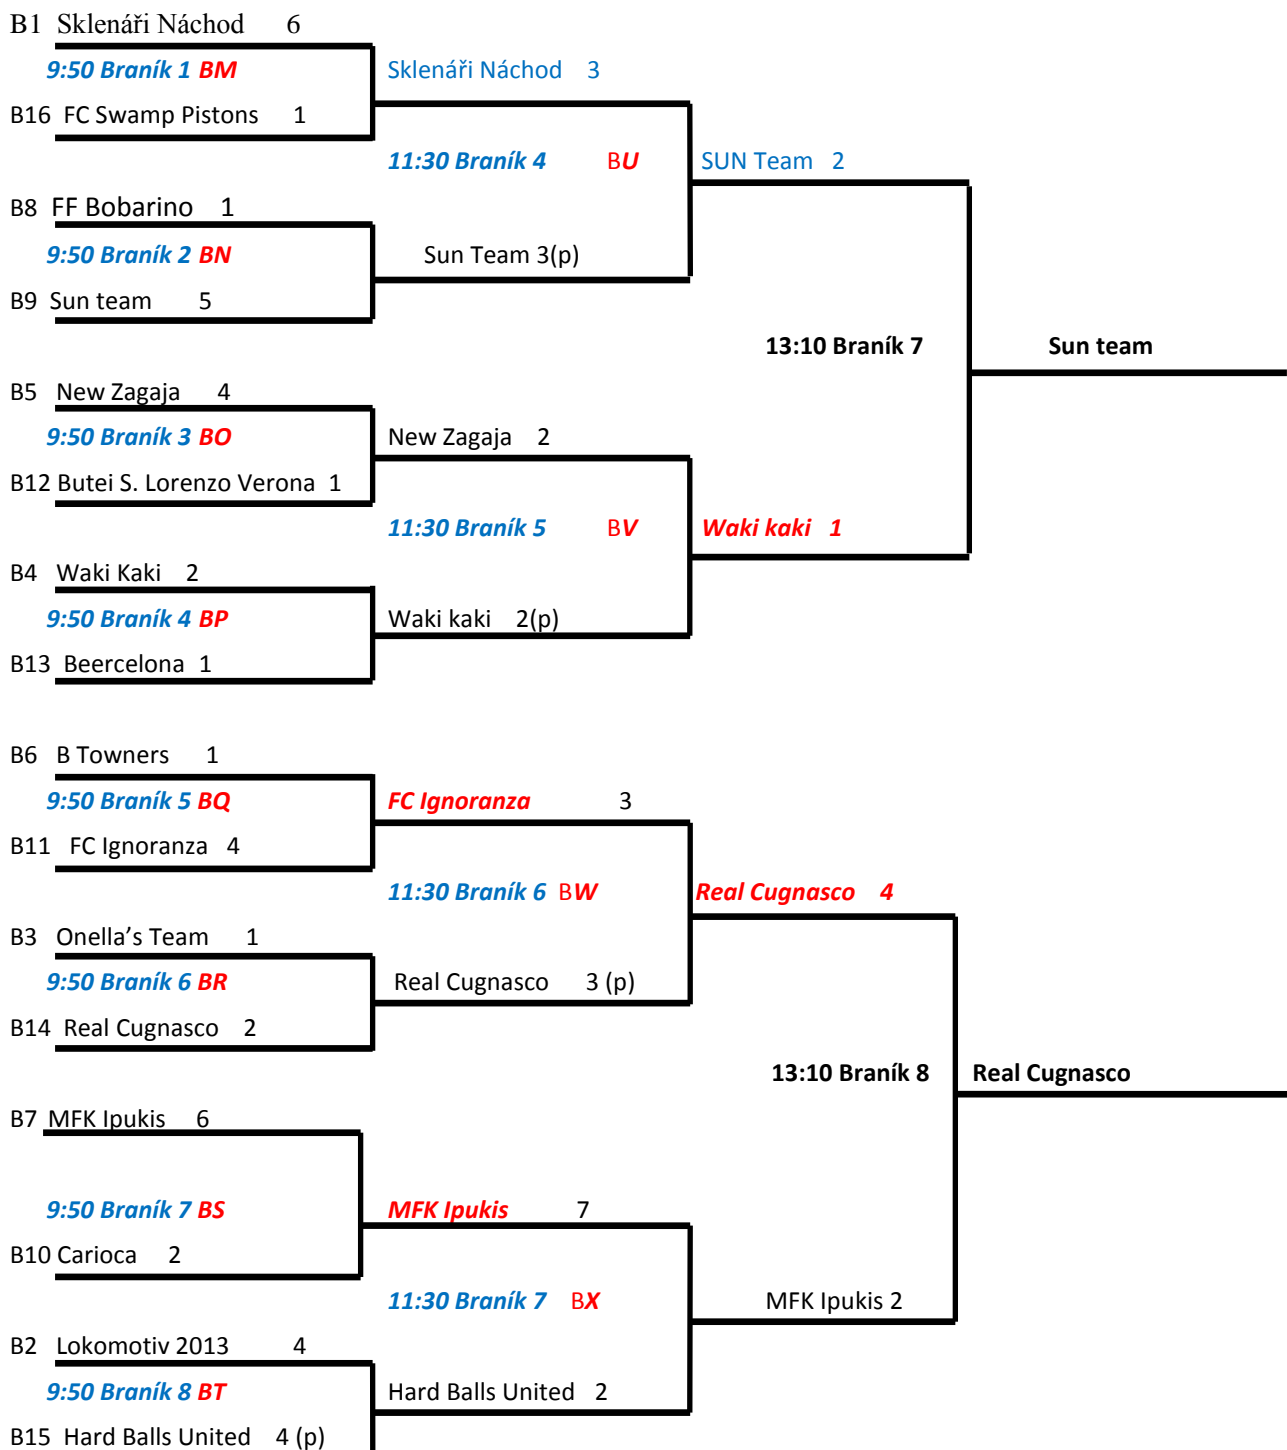 B1 Sklenáři Náchod 6
9:50 Braník 1 BM
Sklenáři Náchod 3
B16 FC Swamp Pistons 1
11:30 Braník 4 BU
SUN Team 2
B8 FF Bobarino 1
9:50 Braník 2 BN
Sun Team 3(p)
B9 Sun team 5
13:10 Braník 7
Sun team
B5 New Zagaja 4
9:50 Braník 3 BO
New Zagaja 2
B12 Butei S. Lorenzo Verona 1
11:30 Braník 5 BV
Waki kaki 1
B4 Waki Kaki 2
9:50 Braník 4 BP
Waki kaki 2(p)
B13 Beercelona 1
B6 B Towners 1
9:50 Braník 5 BQ
FC Ignoranza 3
B11 FC Ignoranza 4
11:30 Braník 6 BW
Real Cugnasco 4
B3 Onella’s Team 1
9:50 Braník 6 BR
Real Cugnasco 3 (p)
B14 Real Cugnasco 2
13:10 Braník 8
Real Cugnasco
B7 MFK Ipukis 6
9:50 Braník 7 BS
MFK Ipukis 7
B10 Carioca 2
11:30 Braník 7 BX
MFK Ipukis 2
B2 Lokomotiv 2013 4
9:50 Braník 8 BT
Hard Balls United 2
B15 Hard Balls United 4 (p)